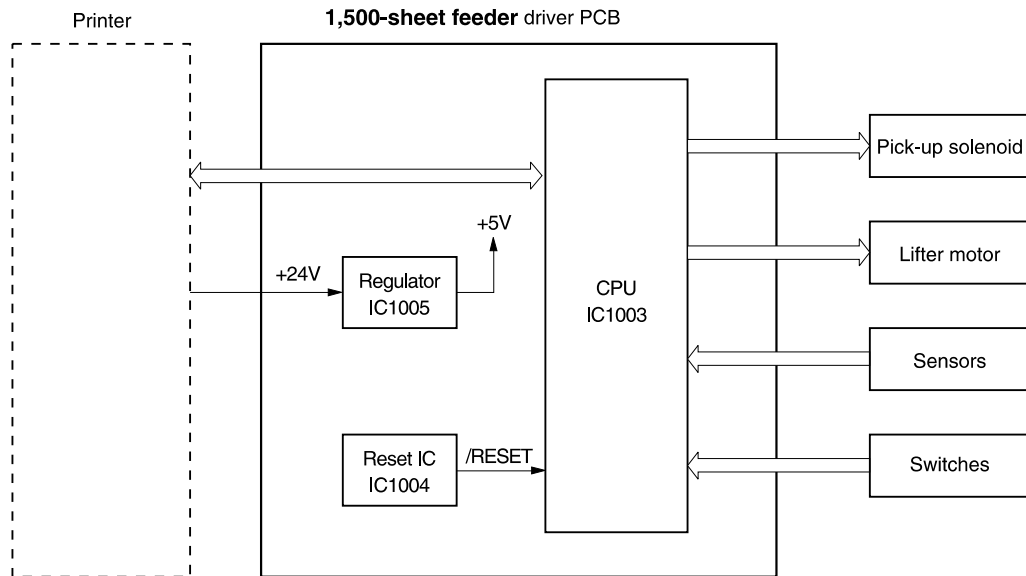 Printer
1,500-sheet feeder driver PCB
Pick-up solenoid
+5V
Lifter motor
+24V
Regulator
IC1005
CPU
IC1003
Sensors
Reset IC
IC1004
/RESET
Switches